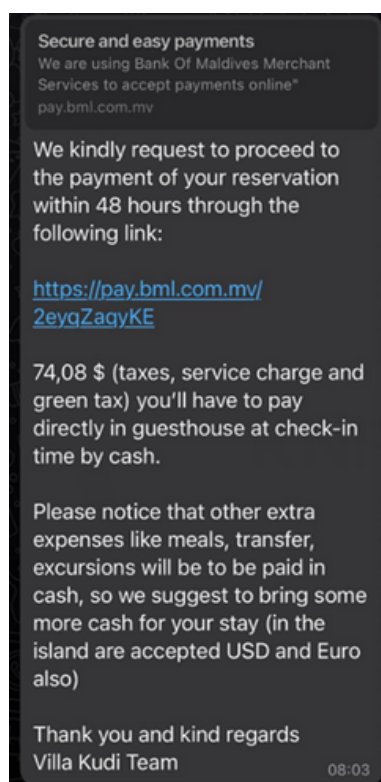 Secure and easy payments
We are using Bank Of Maldives Merchant
Services to accept payments online"
pay.bml.com.mv
We kindly request to proceed to
the payment of your reservation
within 48 hours through the
following link:
https://pay.bml.com.mv/
2eyqZaqyKE
74,08 $ (taxes, service charge and
green tax) you'll have to pay
directly in guesthouse at check-in
time by cash.
Please notice that other extra
expenses like meals, transfer,
excursions will be to be paid in
cash, so we suggest to bring some
more cash for your stay (in the
island are accepted USD and Euro
also)
Thank you and kind regards
Villa Kudi Team
08:03